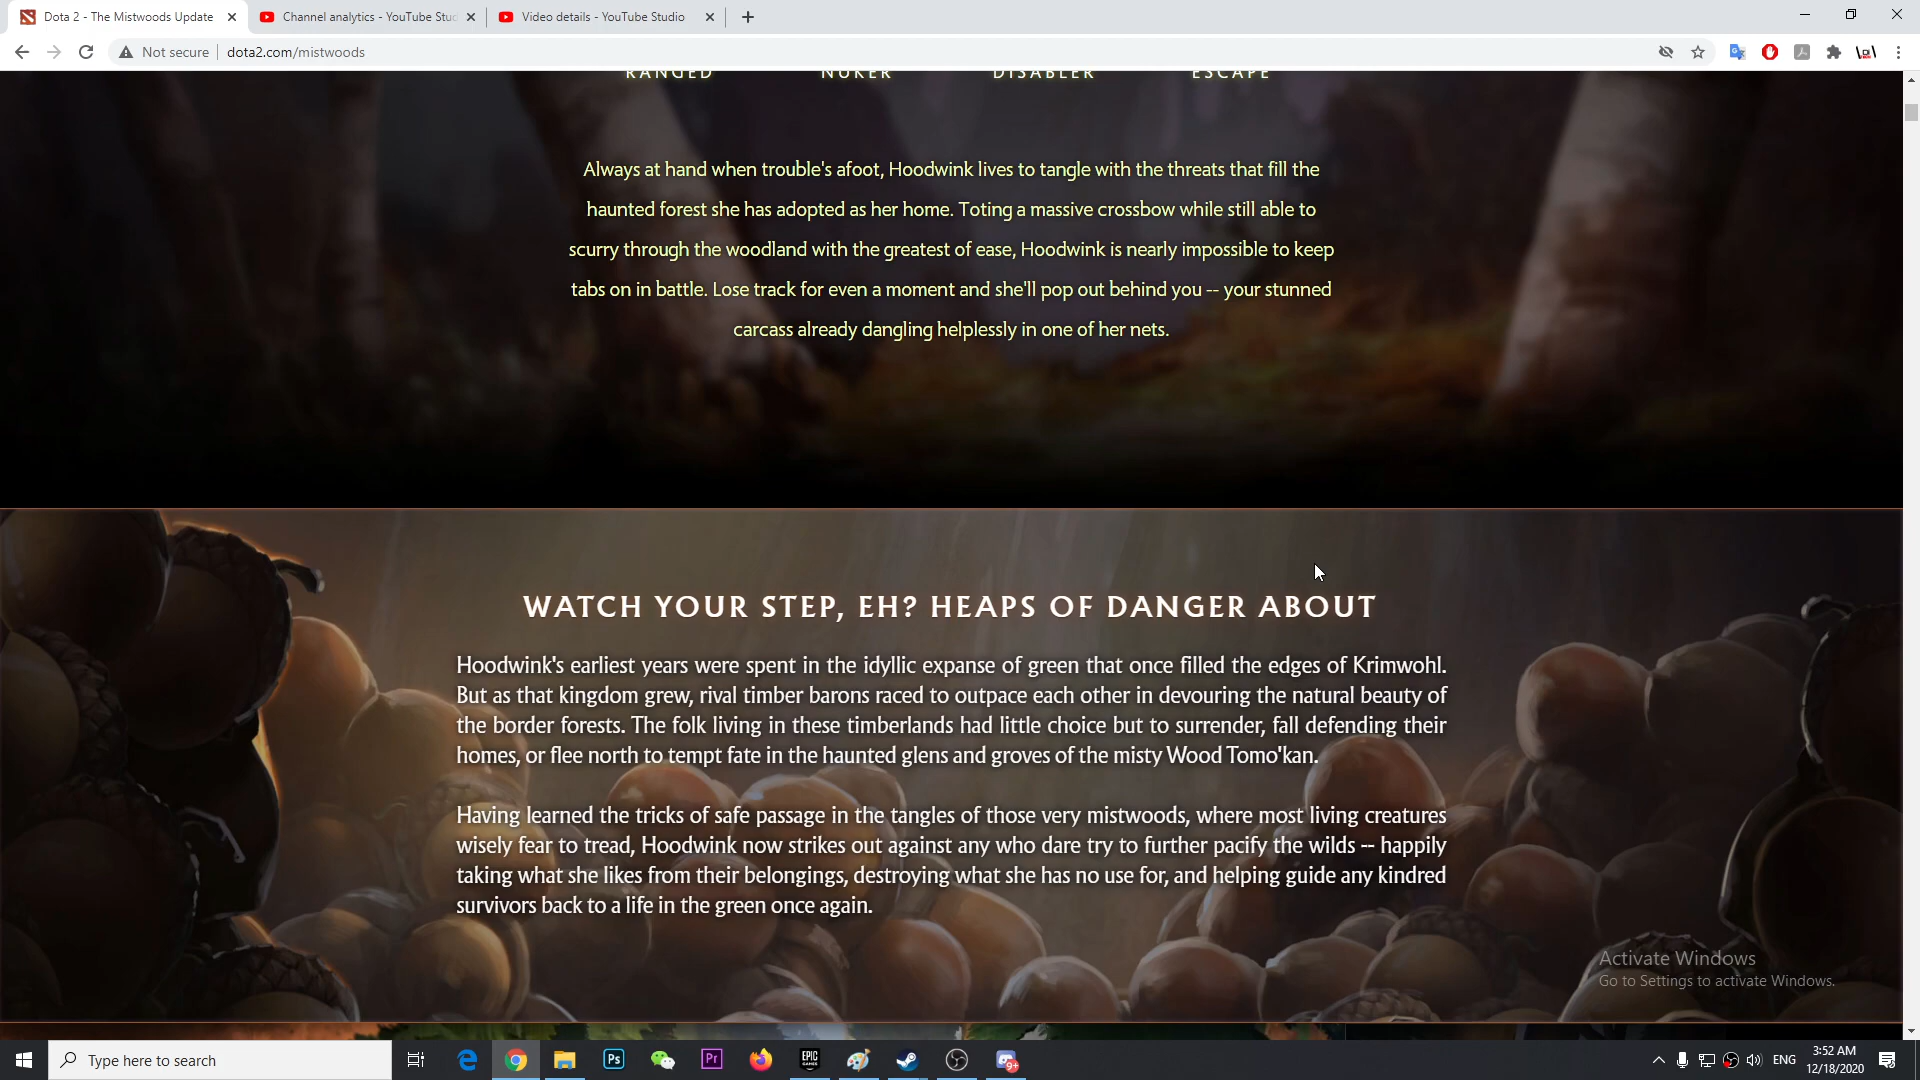 Dota 2 - The Mistwoods Update
Channel analytics - YouTube Stu
Video details - YouTube Studio
Not secure
dota2.com/mistwoods
RANGED NUKER DISABLER ESCAPE
Always at hand when trouble's afoot, Hoodwink lives to tangle with the threats that fill the
haunted forest she has adopted as her home. Toting a massive crossbow while still able to
scurry through the woodland with the greatest of ease, Hoodwink is nearly impossible to keep
tabs on in battle. Lose track for even a moment and she'll pop out behind you -- your stunned
carcass already dangling helplessly in one of her nets.
WATCH YOUR STEP, EH? HEAPS OF DANGER ABOUT
Hoodwink's earliest years were spent in the idyllic expanse of green that once filled the edges of Krimwohl.
But as that kingdom grew, rival timber barons raced to outpace each other in devouring the natural beauty of
the border forests. The folk living in these timberlands had little choice but to surrender, fall defending their
homes, or flee north to tempt fate in the haunted glens and groves of the misty Wood Tomo'kan.
Having learned the tricks of safe passage in the tangles of those very mistwoods, where most living creatures
wisely fear to tread, Hoodwink now strikes out against any who dare try to further pacify the wilds -- happily
taking what she likes from their belongings, destroying what she has no use for, and helping guide any kindred
survivors back to a life in the green once again.
Activate Windows
Go to Settings to activate Windows.
Type here to search
Ps
Pr
EPIC
GAMES
9+
ENG
3:52 AM
12/18/2020